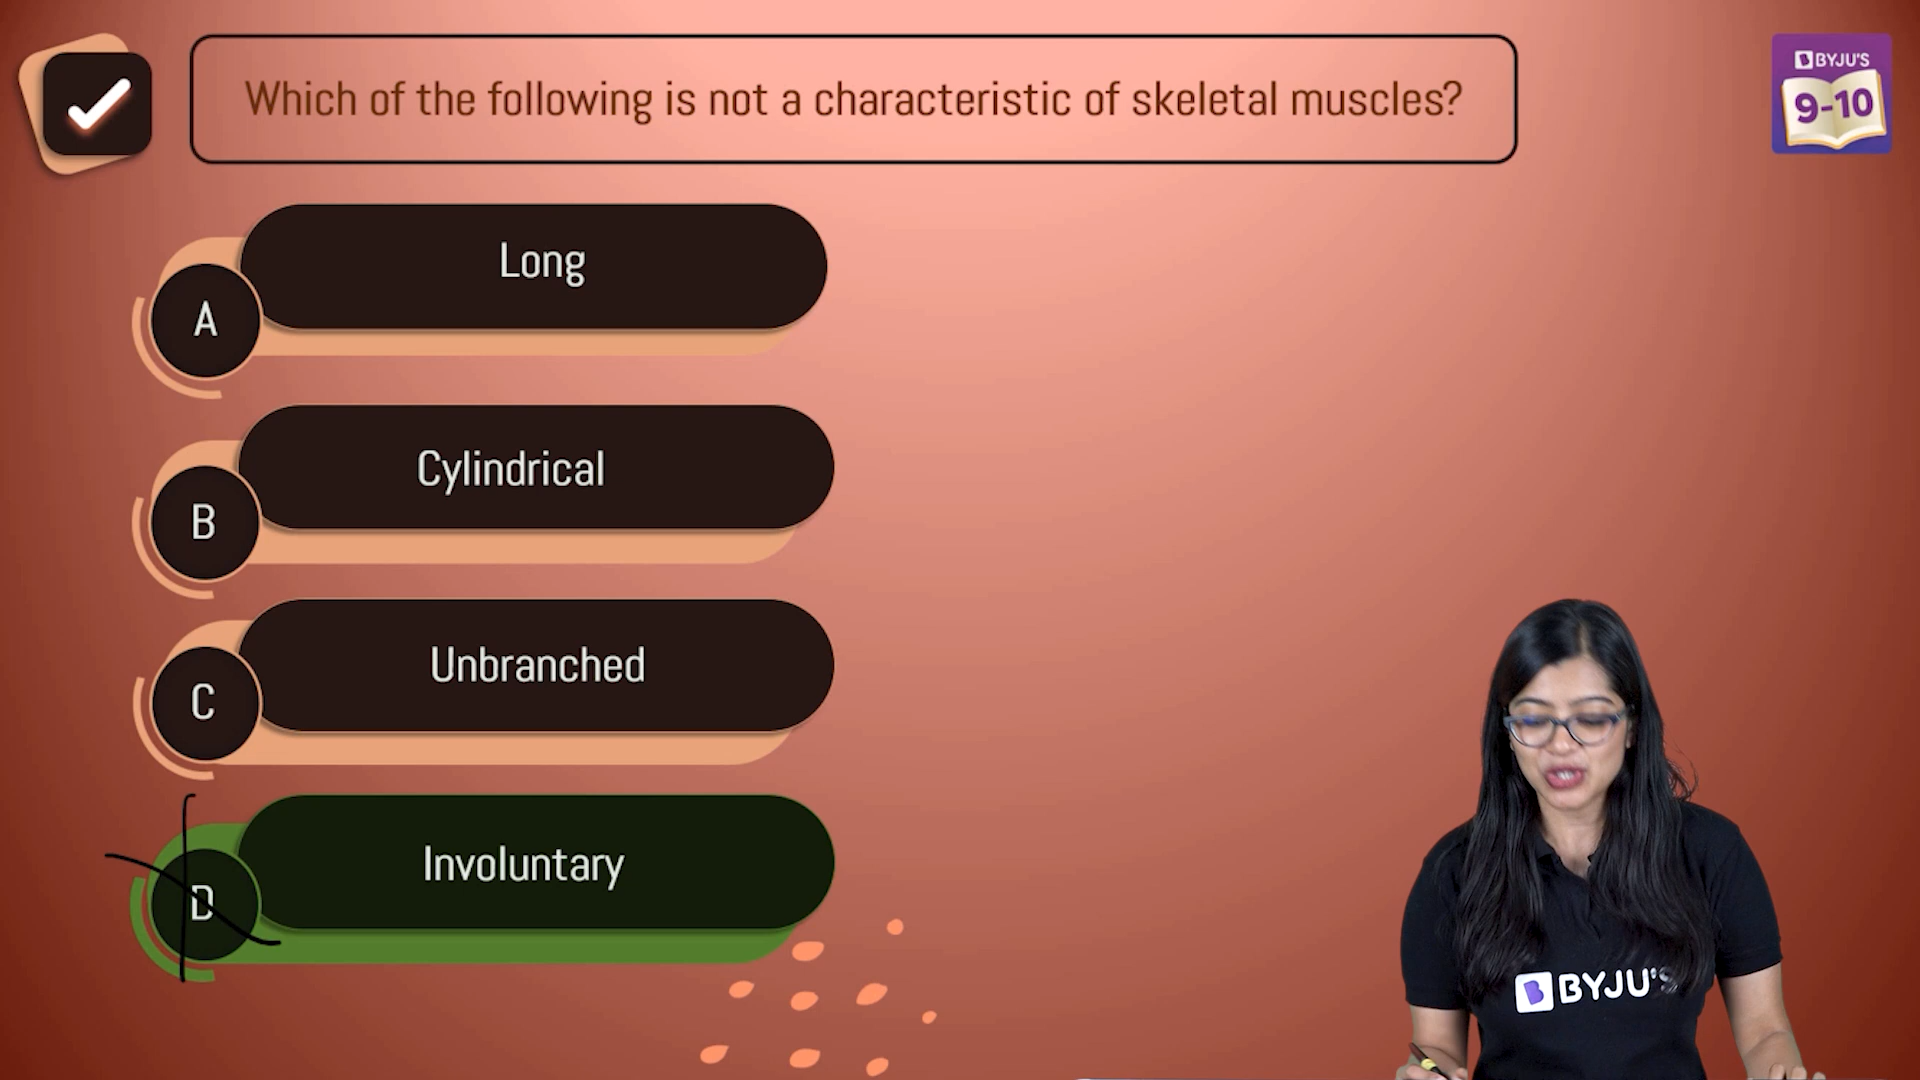 Which of the following is not a characteristic of skeletal muscles?
BYJU'S
9-10
Long
A
Cylindrical
B
Unbranched
C
Involuntary
D
BYJU'S